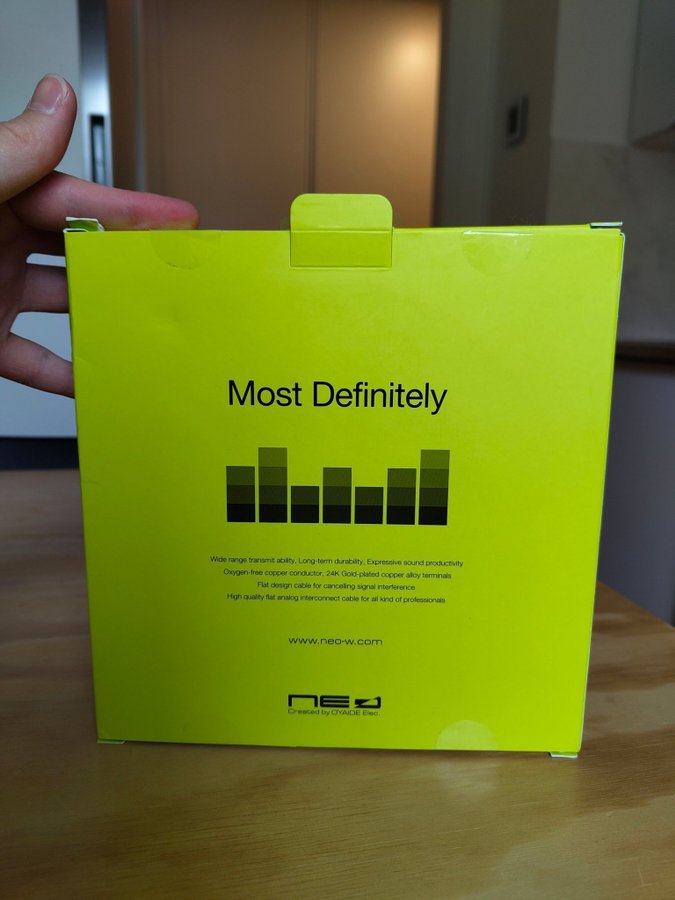 Most Definitely
Wide range transmit ability, Long-term durability, Expressive sound productivity
Oxygen-free copper conductor, 24K Gold-plated copper alloy terminals
Flat design cable for cancelling signal interference
High quality flat analog interconnect cable for all kind of professionals
www.neo-w.com
NEO
Created by OYAIDE Elec.